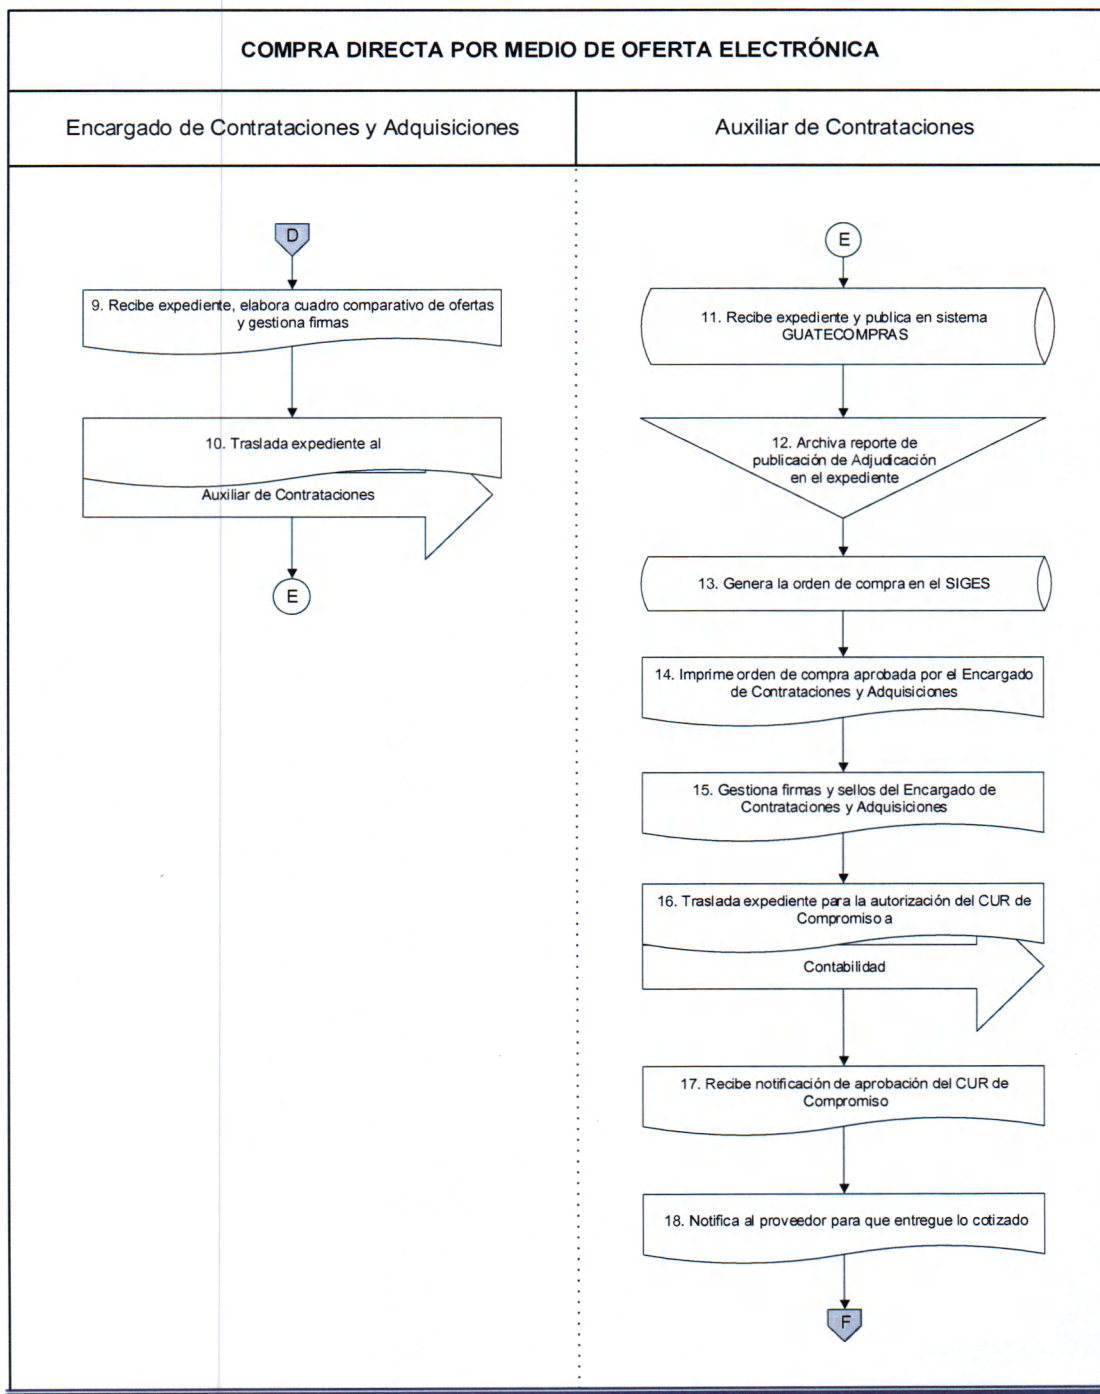 COMPRA DIRECTA POR MEDIO DE OFERTA ELECTRÓNICA
Encargado de Contrataciones y Adquisiciones
Auxiliar de Contrataciones
D
9. Recibe expediente, elabora cuadro comparativo de ofertas
y gestiona firmas
10. Traslada expediente al
Auxiliar de Contrataciones
E
E
11. Recibe expediente y publica en sistema
GUATECOMPRAS
12. Archiva reporte de
publicación de Adjudicación
en el expediente
13. Genera la orden de compra en el SIGES
14. Imprime orden de compra aprobada por el Encargado
de Contrataciones y Adquisiciones
15. Gestiona firmas y sellos del Encargado de
Contrataciones y Adquisiciones
16. Traslada expediente para la autorización del CUR de
Compromiso a
Contabilidad
17. Recibe notificación de aprobación del CUR de
Compromiso
18. Notifica al proveedor para que entregue lo cotizado
F